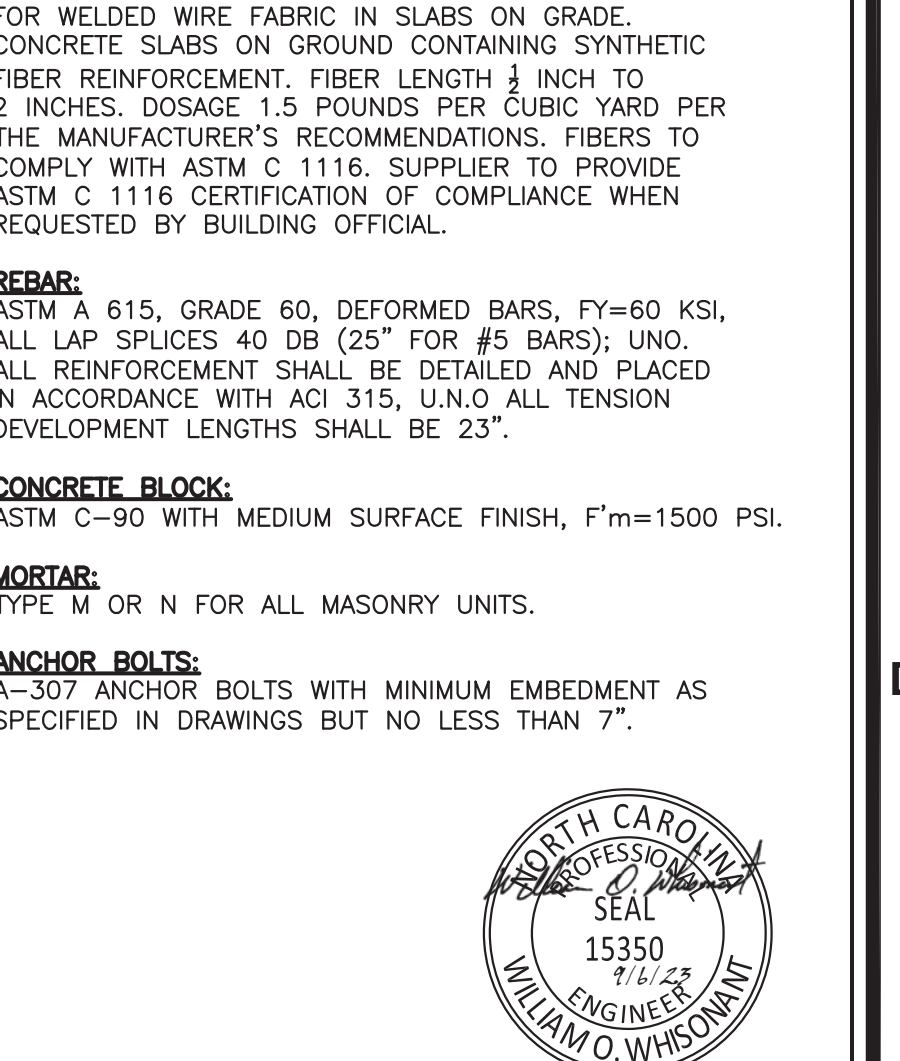 FOR WELDED WIRE FABRIC IN SLABS ON GRADE.
CONCRETE SLABS ON GROUND CONTAINING SYNTHETIC
FIBER REINFORCEMENT. FIBER LENGTH ½ INCH TO
2 INCHES. DOSAGE 1.5 POUNDS PER CUBIC YARD PER
THE MANUFACTURER'S RECOMMENDATIONS. FIBERS TO
COMPLY WITH ASTM C 1116. SUPPLIER TO PROVIDE
ASTM C 1116 CERTIFICATION OF COMPLIANCE WHEN
REQUESTED BY BUILDING OFFICIAL.
REBAR:
ASTM A 615, GRADE 60, DEFORMED BARS, FY=60 KSI,
ALL LAP SPLICES 40 DB (25" FOR #5 BARS); UNO.
ALL REINFORCEMENT SHALL BE DETAILED AND PLACED
IN ACCORDANCE WITH ACI 315, U.N.O ALL TENSION
DEVELOPMENT LENGTHS SHALL BE 23".
CONCRETE BLOCK:
ASTM C-90 WITH MEDIUM SURFACE FINISH, F'm=1500 PSI.
MORTAR:
TYPE M OR N FOR ALL MASONRY UNITS.
ANCHOR BOLTS:
A-307 ANCHOR BOLTS WITH MINIMUM EMBEDMENT AS
SPECIFIED IN DRAWINGS BUT NO LESS THAN 7".
NORTH CAROLINA
PROFESSIONAL
William O. Whisonant
SEAL
15350
9/6/23
ENGINEER
WILLIAM O. WHISONANT